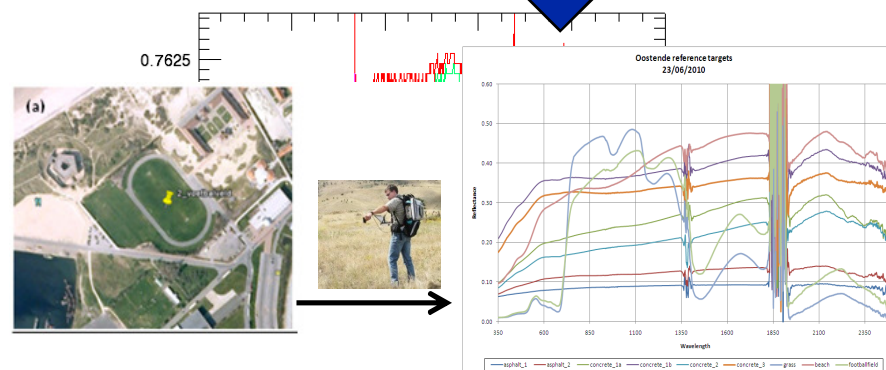 0.7625
(a)
2_voetbalveld
Oostende reference targets
23/06/2010
0.60
0.50
0.40
0.30
0.20
0.10
0.00
Reflectance
350 600 850 1100 1350 1600 1850 2100 2350
Wavelength
asphalt_1 asphalt_2 concrete_1a concrete_1b concrete_2 concrete_3 grass beach footballfield